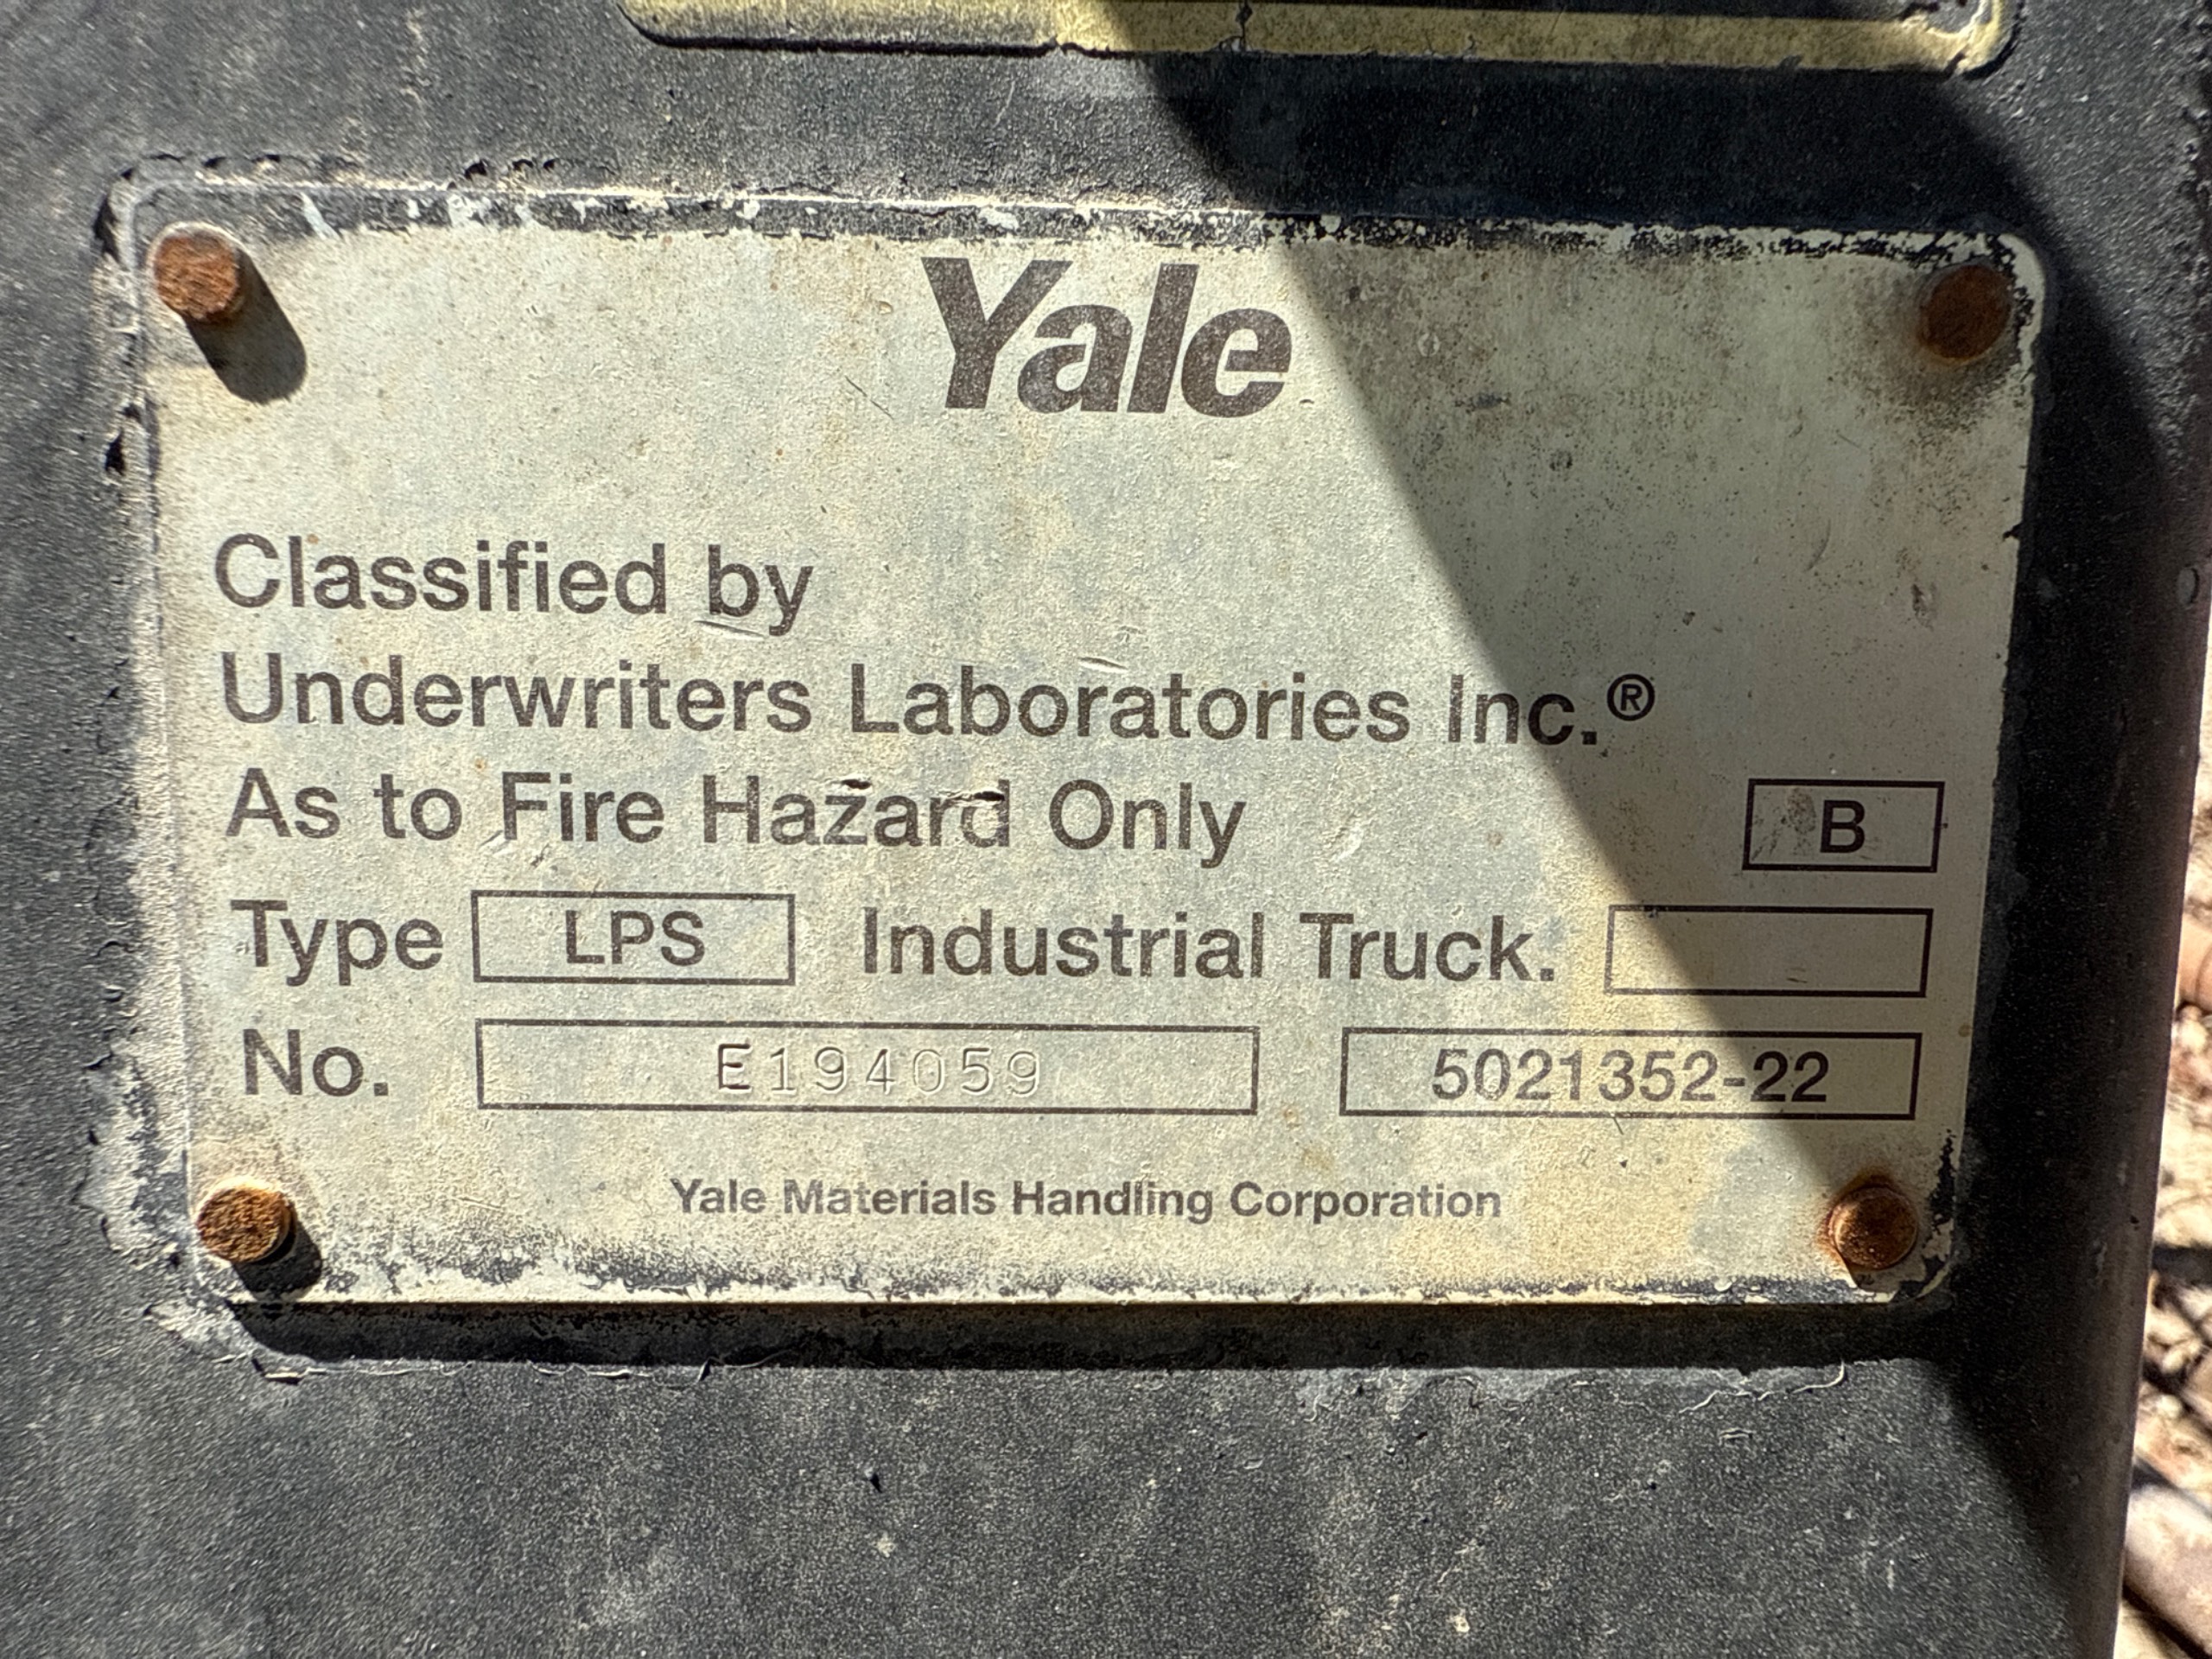 Yale
Classified by
Underwriters Laboratories Inc.®
As to Fire Hazard Only B
Type LPS Industrial Truck.
No. E194059 5021352-22
Yale Materials Handling Corporation